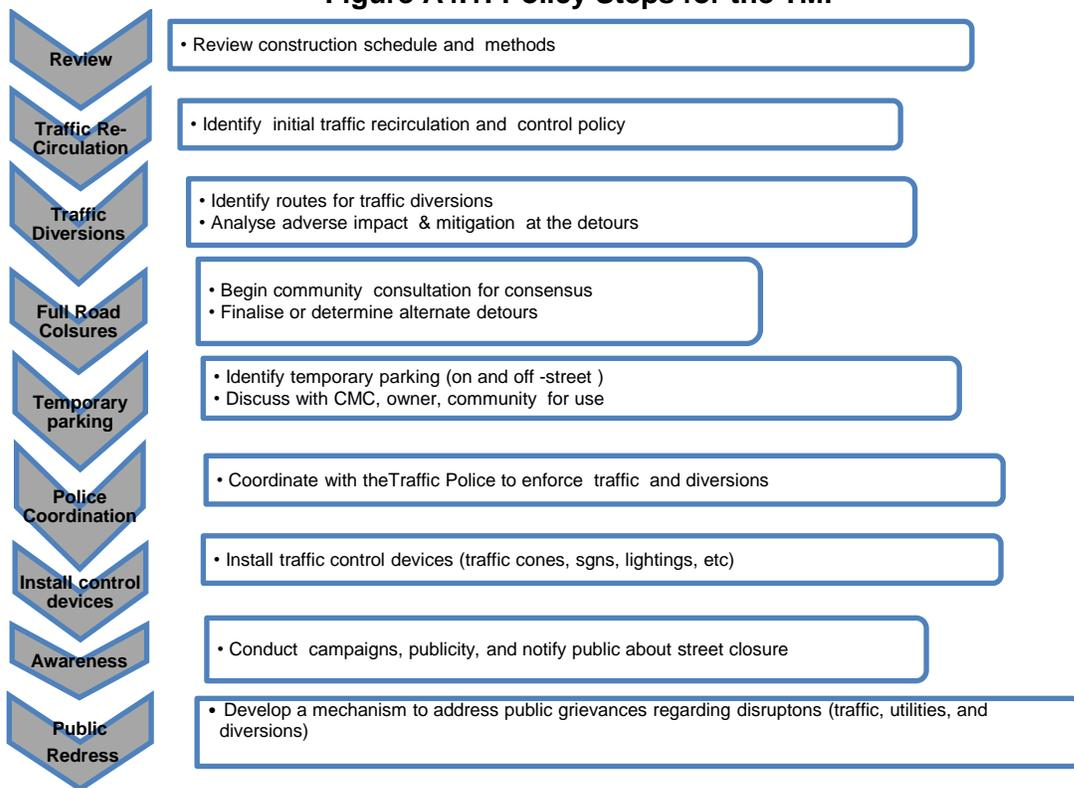 Policy Steps for the TMP
Review
• Review construction schedule and methods
Traffic Re-
Circulation
• Identify initial traffic recirculation and control policy
Traffic
Diversions
• Identify routes for traffic diversions
• Analyse adverse impact & mitigation at the detours
Full Road
Colsures
• Begin community consultation for consensus
• Finalise or determine alternate detours
Temporary
parking
• Identify temporary parking (on and off -street )
• Discuss with CMC, owner, community for use
Police
Coordination
• Coordinate with theTraffic Police to enforce traffic and diversions
Install control
devices
• Install traffic control devices (traffic cones, sgns, lightings, etc)
Awareness
• Conduct campaigns, publicity, and notify public about street closure
Public
Redress
• Develop a mechanism to address public grievances regarding disruptons (traffic, utilities, and
diversions)